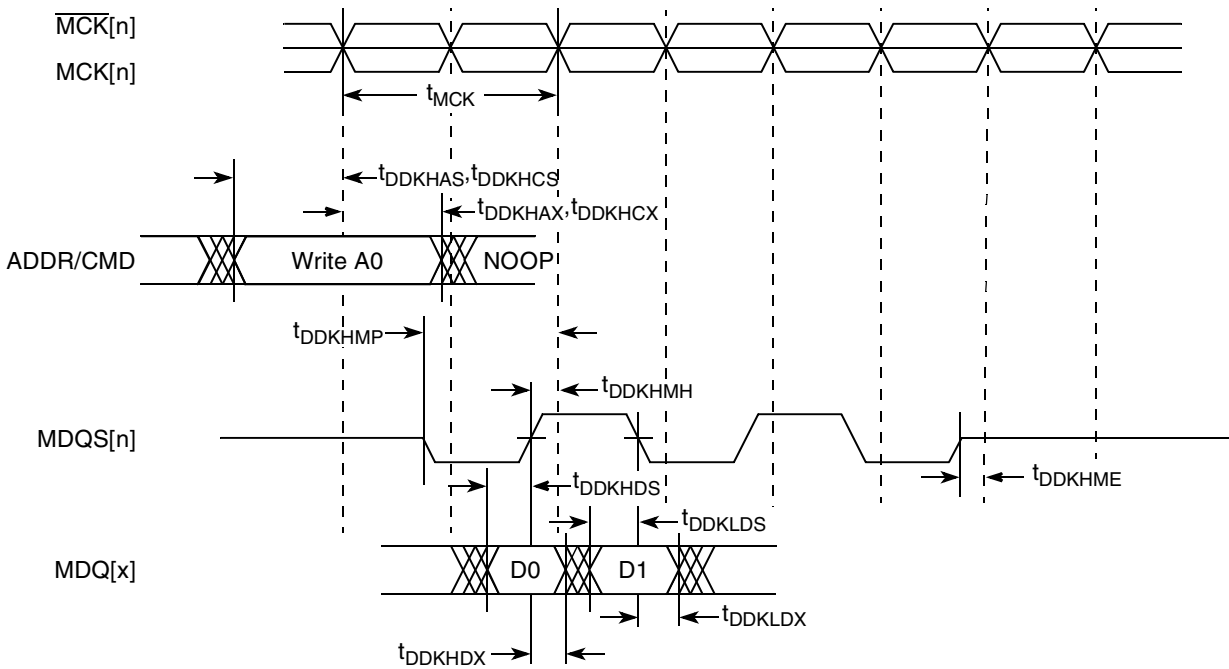 MCK[n]
MCK[n]
tMCK
tDDKHAS,tDDKHCS
tDDKHAX,tDDKHCX
ADDR/CMD
Write A0
NOOP
tDDKHMP
tDDKHMH
MDQS[n]
tDDKHDS
tDDKHME
tDDKLDS
MDQ[x]
D0
D1
tDDKLDX
tDDKHDX